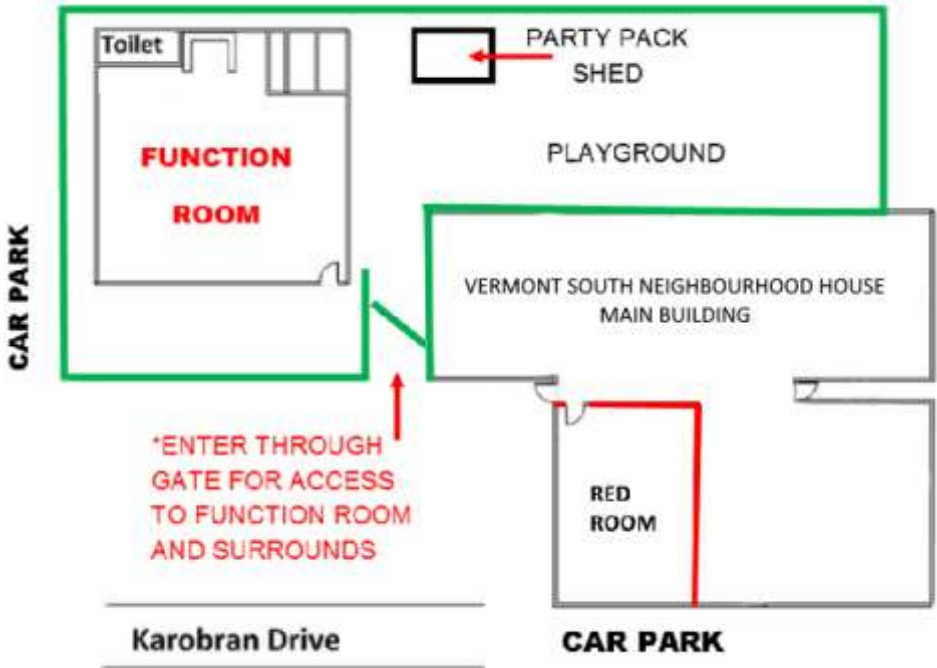 Toilet
PARTY PACK
SHED
FUNCTION
ROOM
PLAYGROUND
CAR PARK
VERMONT SOUTH NEIGHBOURHOOD HOUSE
MAIN BUILDING
*ENTER THROUGH
GATE FOR ACCESS
TO FUNCTION ROOM
AND SURROUNDS
RED
ROOM
Karobran Drive
CAR PARK